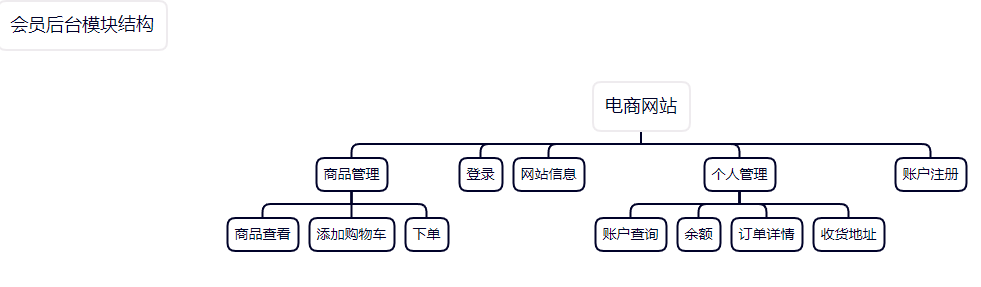 会员后台模块结构
电商网站
商品管理
登录
网站信息
个人管理
账户注册
商品查看
添加购物车
下单
账户查询
余额
订单详情
收货地址